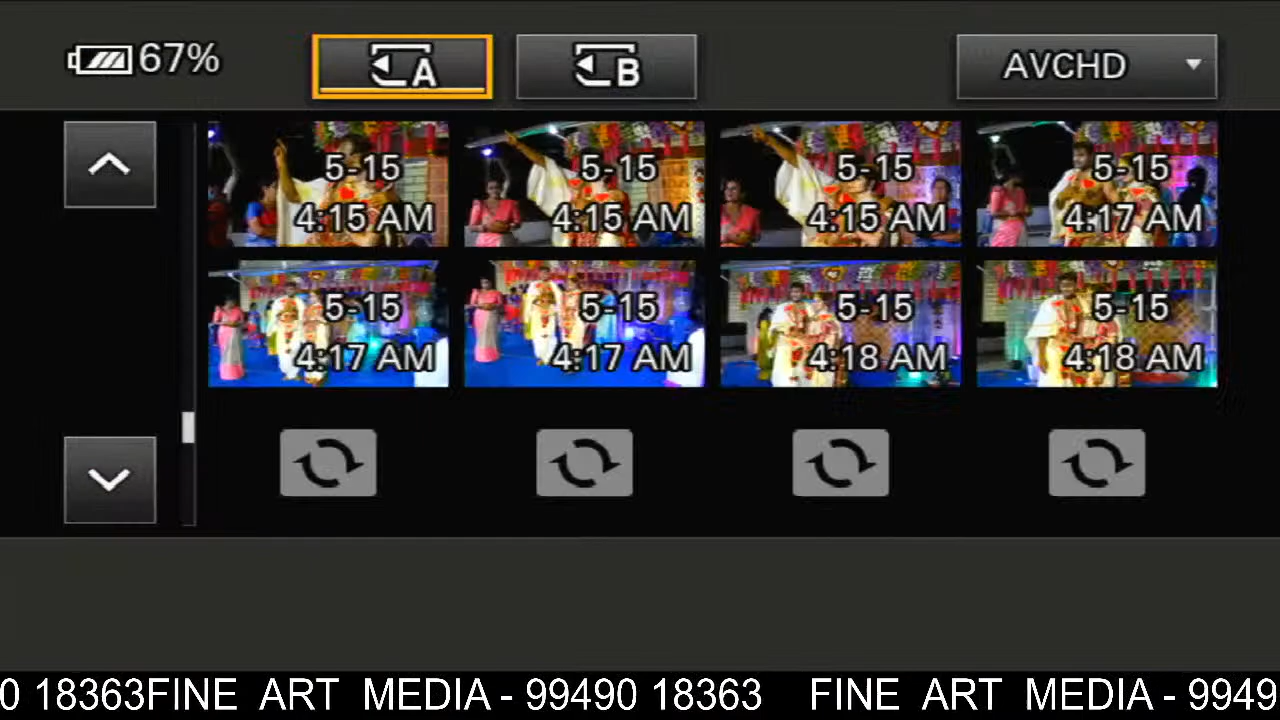 67% A B AVCHD
5-15 5-15 5-15 5-15
4:15 AM 4:15 AM 4:15 AM 4:17 AM
5-15 5-15 5-15 5-15
4:17 AM 4:17 AM 4:18 AM 4:18 AM
0 18363FINE ART MEDIA - 99490 18363 FINE ART MEDIA - 9949